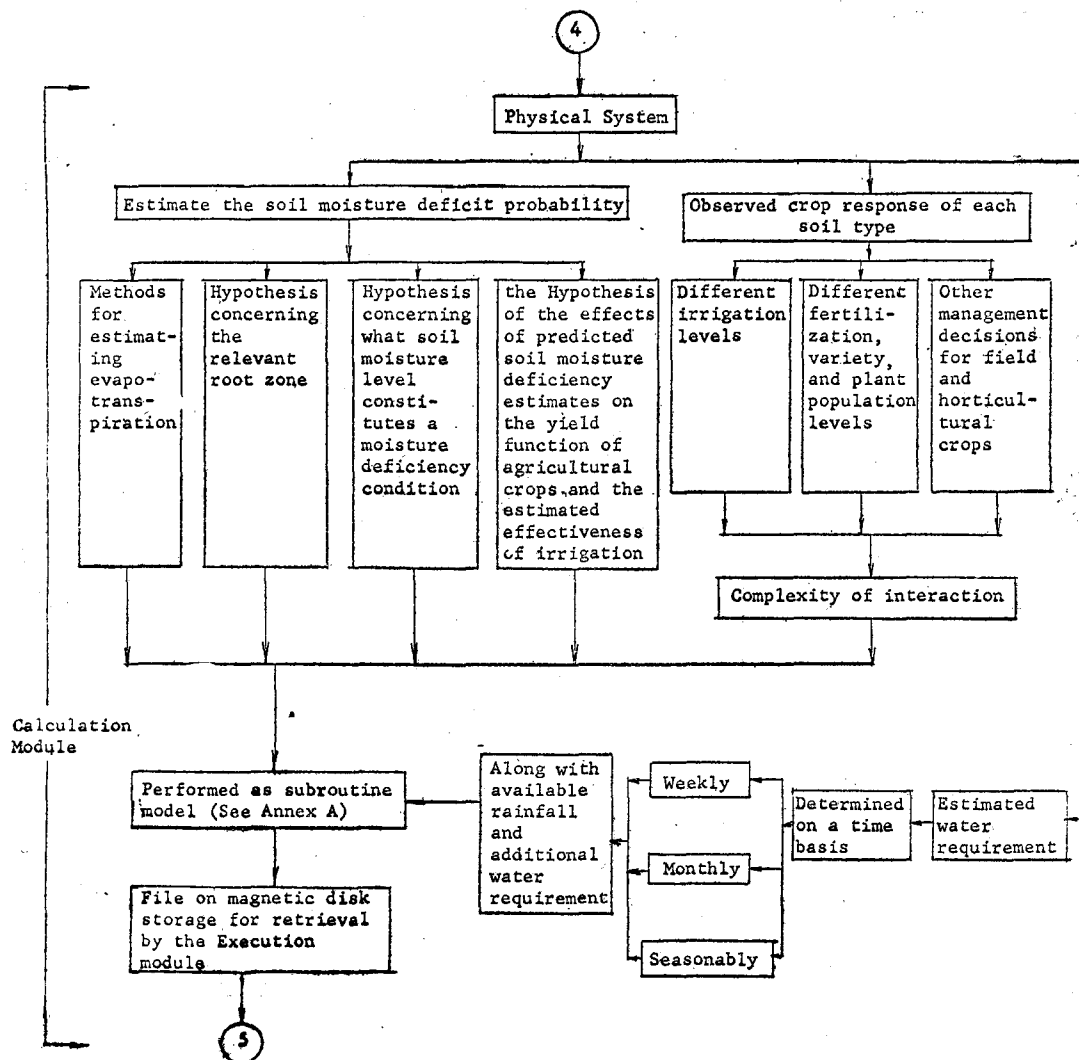 4
Physical System
Estimate the soil moisture deficit probability
Observed crop response of each
soil type
Methods
for
estimat-
ing
evapo-
trans-
piration
Hypothesis
concerning
the
relevant
root zone
Hypothesis
concerning
what soil
moisture
level
consti-
tutes a
moisture
deficiency
condition
the Hypothesis
of the effects
of predicted
soil moisture
deficiency
estimates on
the yield
function of
agricultural
crops and the
estimated
effectiveness
of irrigation
Different
irrigation
levels
Different
fertili-
zation,
variety,
and plant
population
levels
Other
management
decisions
for field
and
horticul-
tural
crops
Complexity of interaction
Calculation
Module
Performed as subroutine
model (See Annex A)
Along with
available
rainfall
and
additional
water
requirement
Weekly
Monthly
Seasonably
Determined
on a time
basis
Estimated
water
requirement
File on magnetic disk
storage for retrieval
by the Execution
module
5